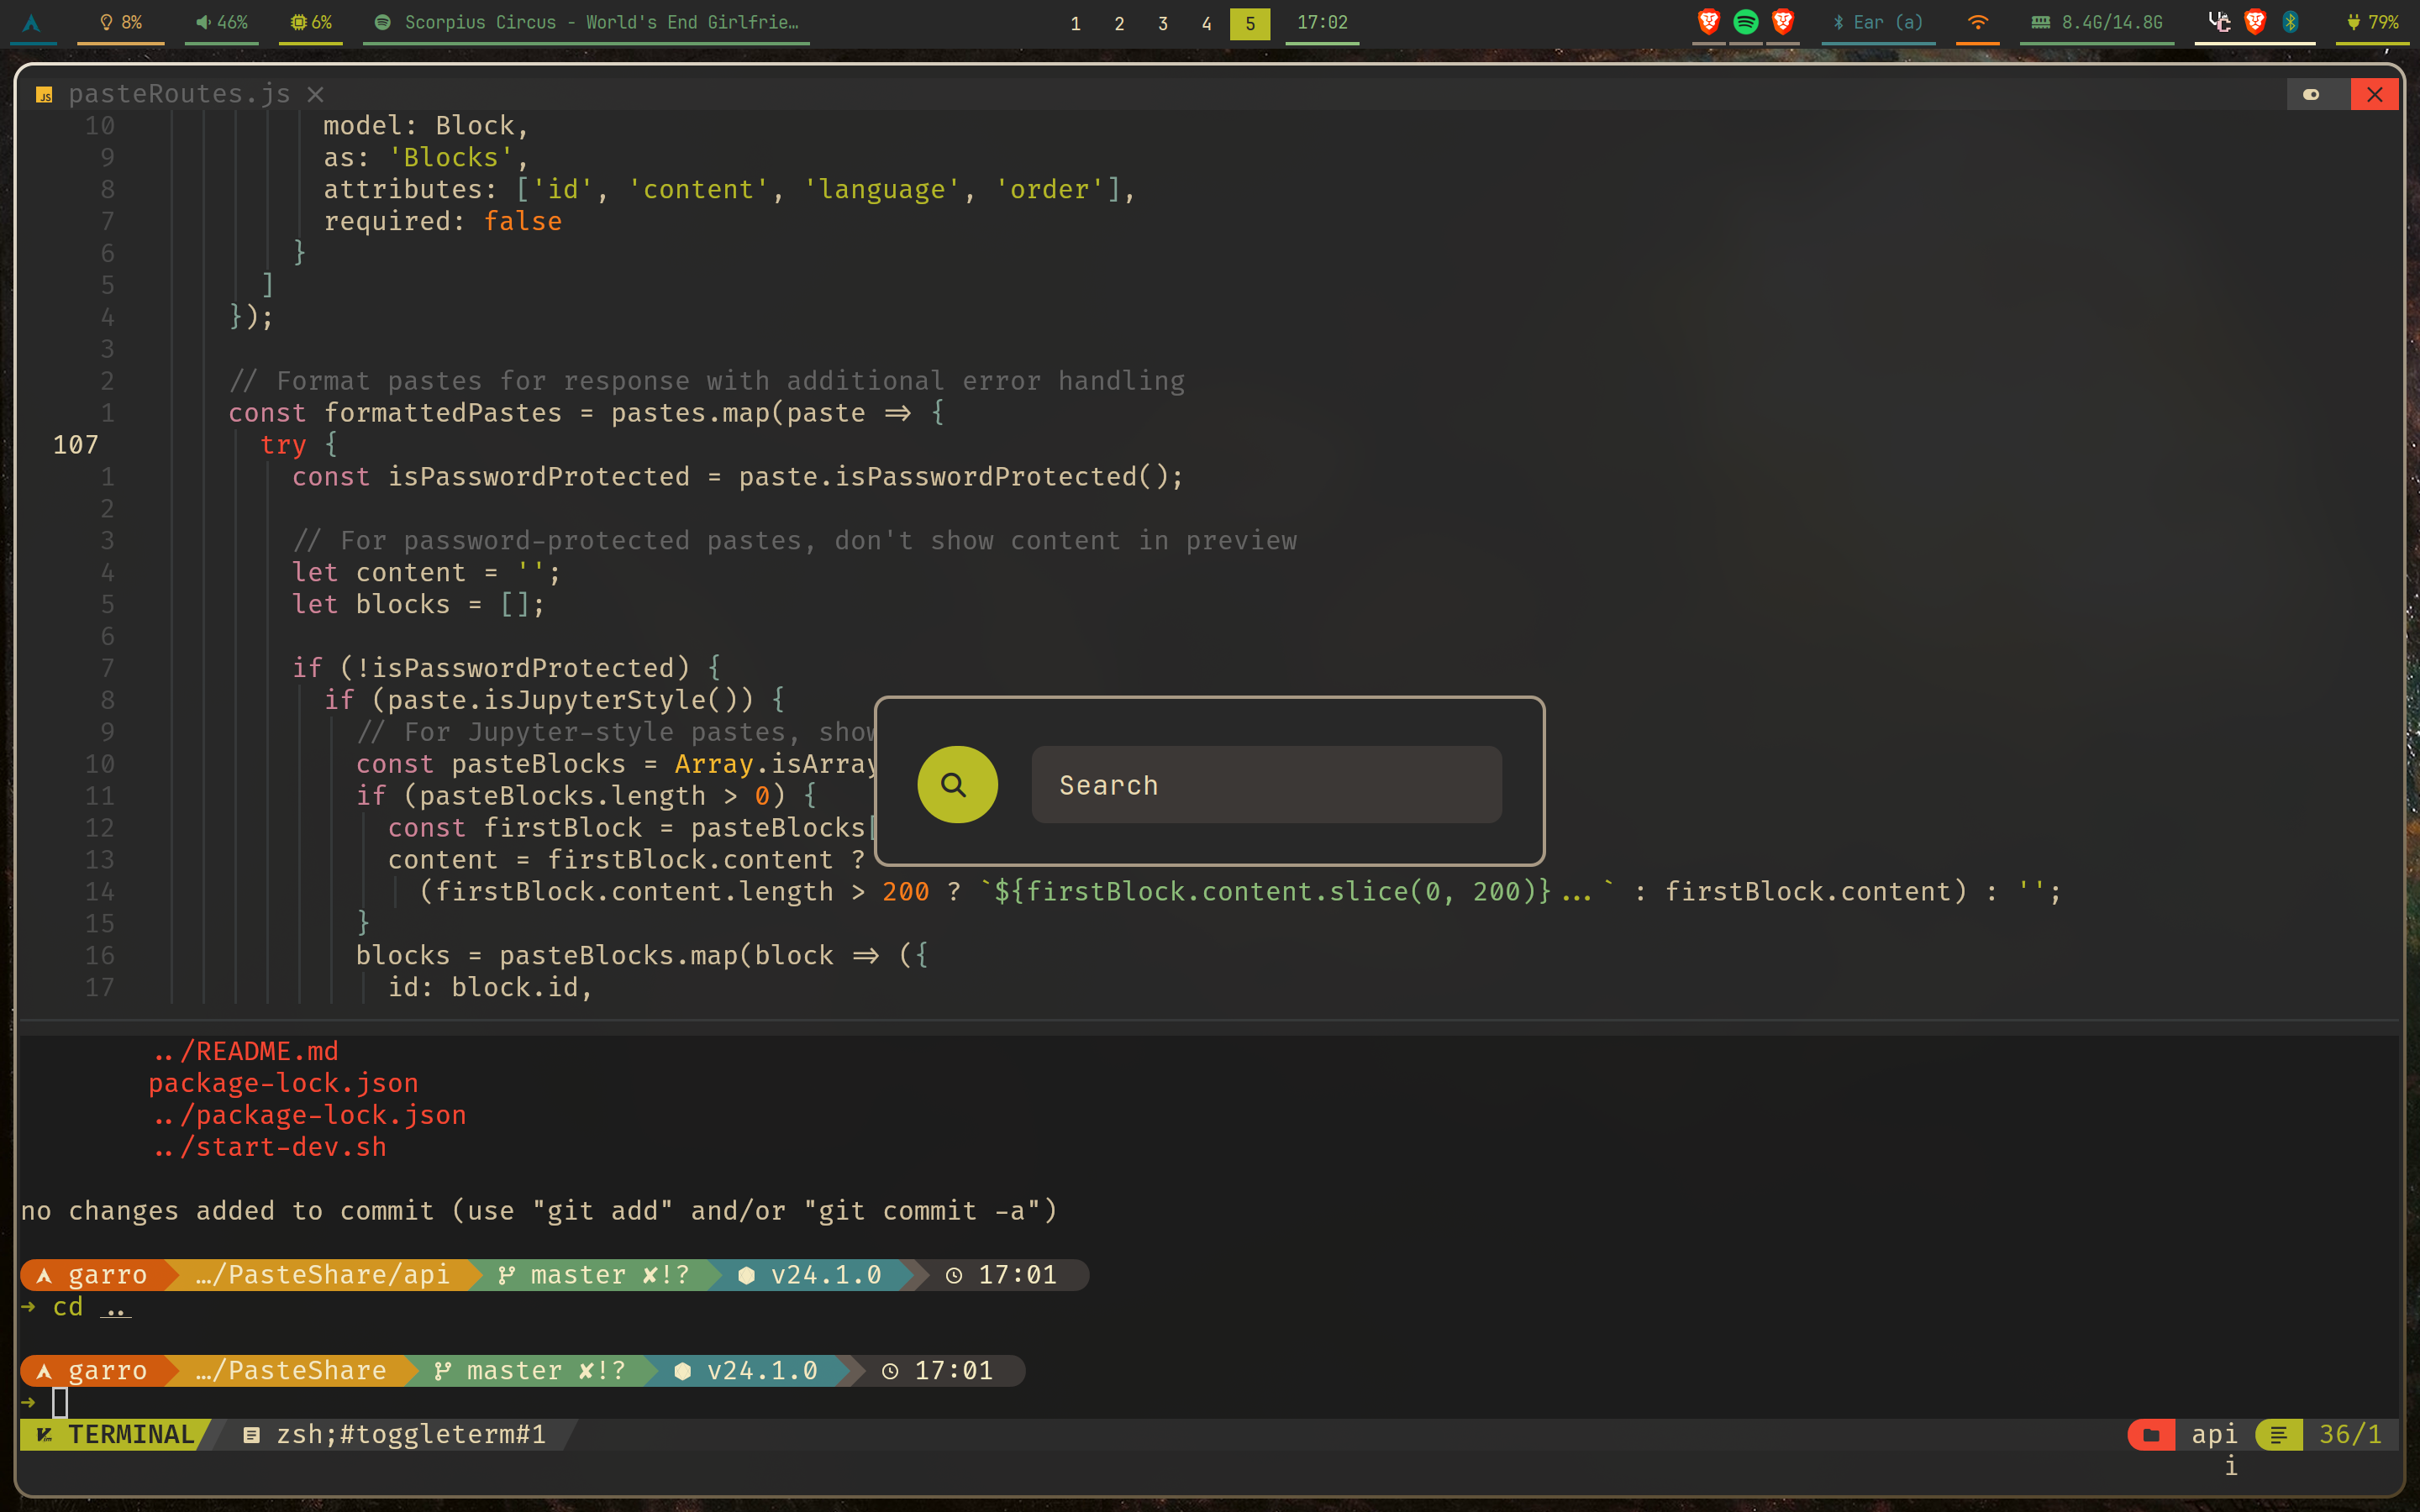 8% 46% 6% Scorpius Circus - World's End Girlfrie… 1 2 3 4 5 17:02 Ear (a) 8.4G/14.8G 79%
JS pasteRoutes.js ×
10 model: Block,
9 as: 'Blocks',
8 attributes: ['id', 'content', 'language', 'order'],
7 required: false
6 }
5 ]
4 });
3
2 // Format pastes for response with additional error handling
1 const formattedPastes = pastes.map(paste => {
107 try {
1 const isPasswordProtected = paste.isPasswordProtected();
2
3 // For password-protected pastes, don't show content in preview
4 let content = '';
5 let blocks = [];
6
7 if (!isPasswordProtected) {
8 if (paste.isJupyterStyle()) {
9 // For Jupyter-style pastes, show
10 const pasteBlocks = Array.isArray
Search
11 if (pasteBlocks.length > 0) {
12 const firstBlock = pasteBlocks[
13 content = firstBlock.content ?
14 (firstBlock.content.length > 200 ? `${firstBlock.content.slice(0, 200)}...` : firstBlock.content) : '';
15 }
16 blocks = pasteBlocks.map(block => ({
17 id: block.id,
../README.md
package-lock.json
../package-lock.json
../start-dev.sh
no changes added to commit (use "git add" and/or "git commit -a")
garro …/PasteShare/api master ✘!? v24.1.0 17:01
→ cd ..
garro …/PasteShare master ✘!? v24.1.0 17:01
→
TERMINAL zsh;#toggleterm#1 api 36/1
i